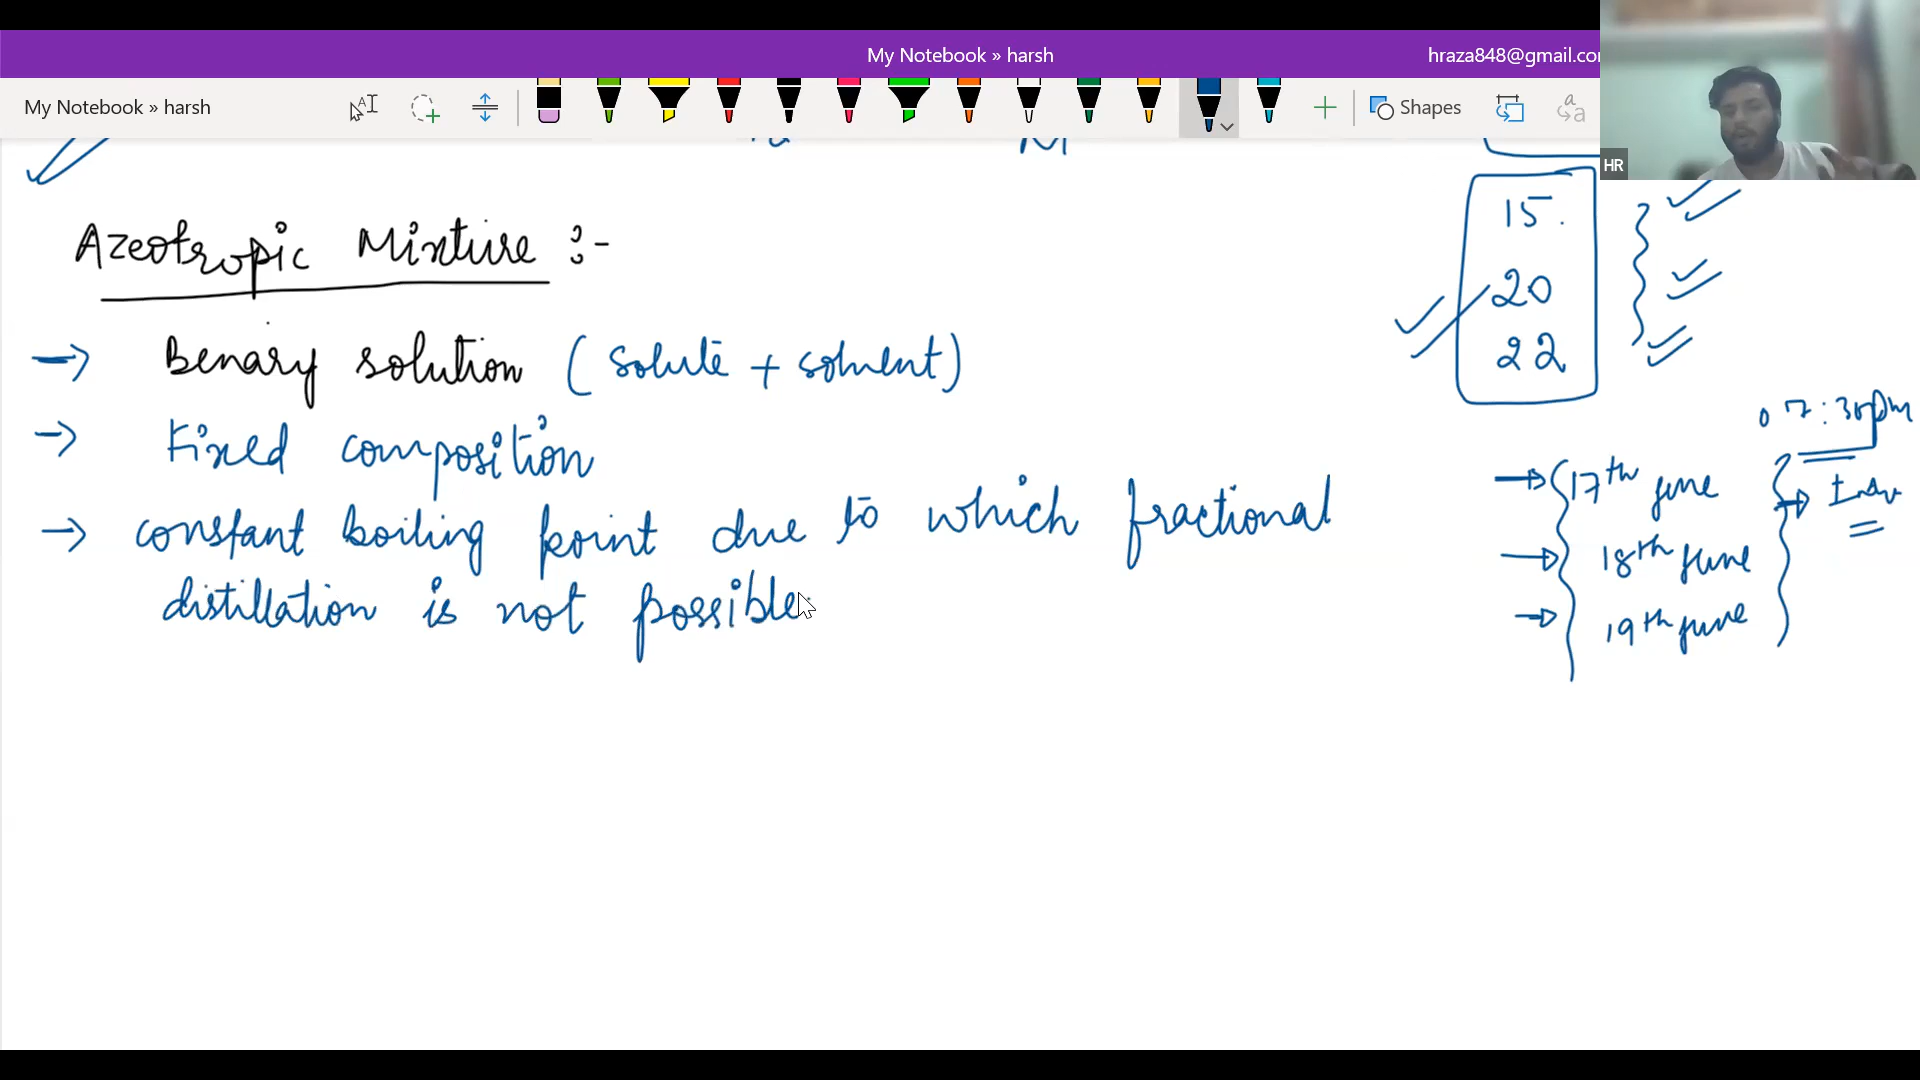 My Notebook » harsh
hraza848@gmail.co
My Notebook » harsh
Shapes
HR
Azeotropic Mixture :-
→ Benary solution (solute + solvent)
→ Fixed composition
→ constant boiling point due to which fractional
distillation is not possible
15.
20
22
07:30pm
→ 17th june
→ 18th june
→ 19th june